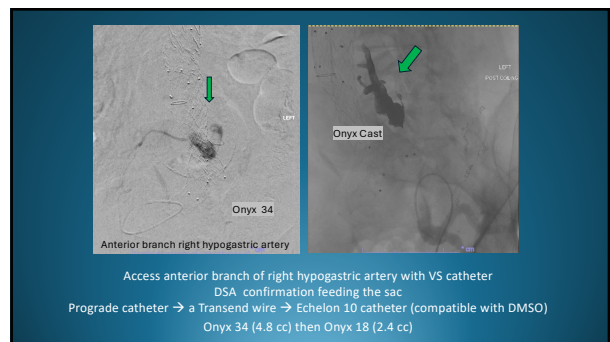 LEFT
Onyx 34
Anterior branch right hypogastric artery
LEFT
POST COILING
Onyx Cast
Access anterior branch of right hypogastric artery with VS catheter
DSA confirmation feeding the sac
Prograde catheter → a Transend wire → Echelon 10 catheter (compatible with DMSO)
Onyx 34 (4.8 cc) then Onyx 18 (2.4 cc)